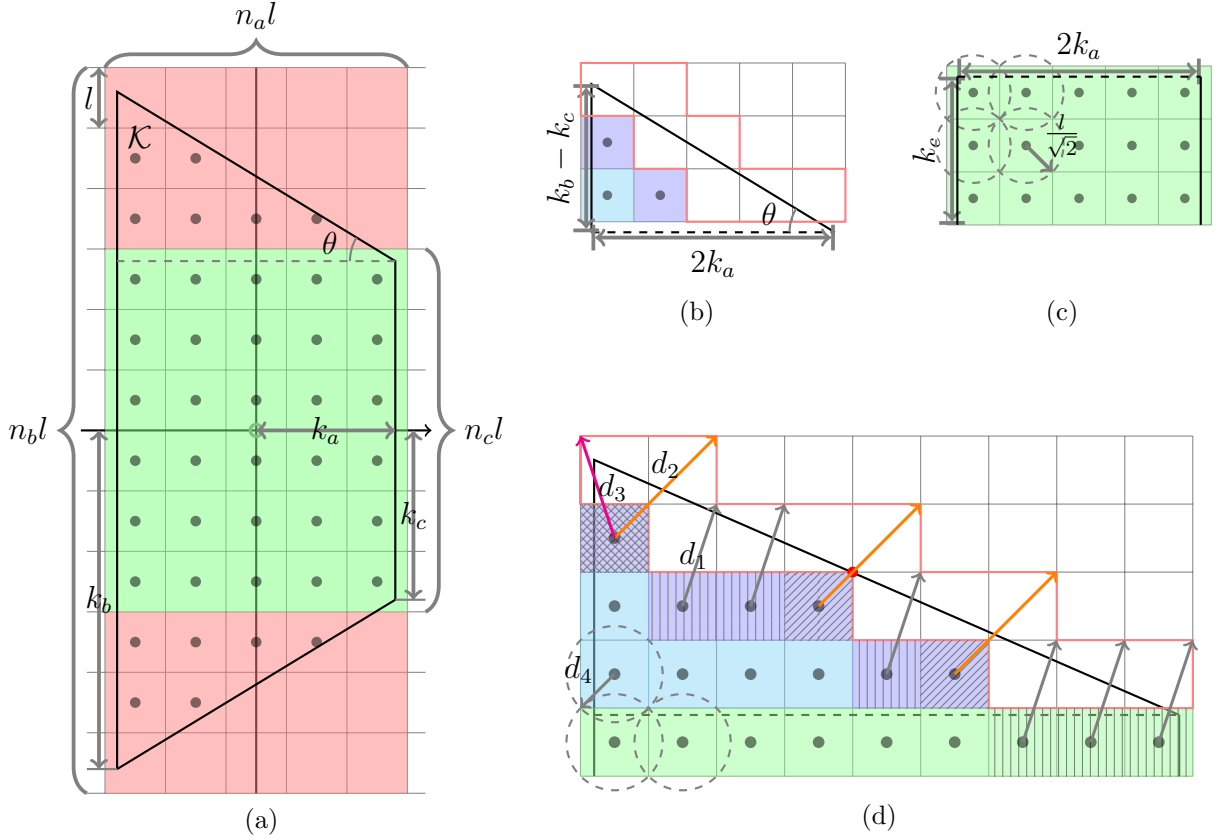 n_a l
l
𝒦
θ
n_b l
k_a
n_c l
k_c
k_b
(a)
k_b − k_c
θ
2k_a
(b)
2k_a
k_e
l/√2
(c)
d_2
d_3
d_1
d_4
(d)